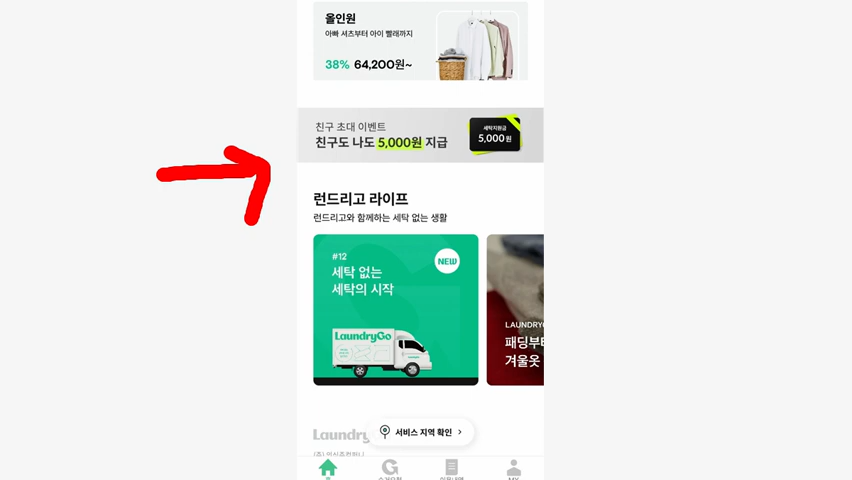 올인원
아빠 셔츠부터 아이 빨래까지
38% 64,200원~
친구 초대 이벤트
친구도 나도 5,000원 지급
세탁지원금
5,000 원
런드리고 라이프
런드리고와 함께하는 세탁 없는 생활
#12
NEW
세탁 없는
세탁의 시작
LaundryGo
LAUNDRYG
패딩부터
겨울옷
Laundry
서비스 지역 확인 >